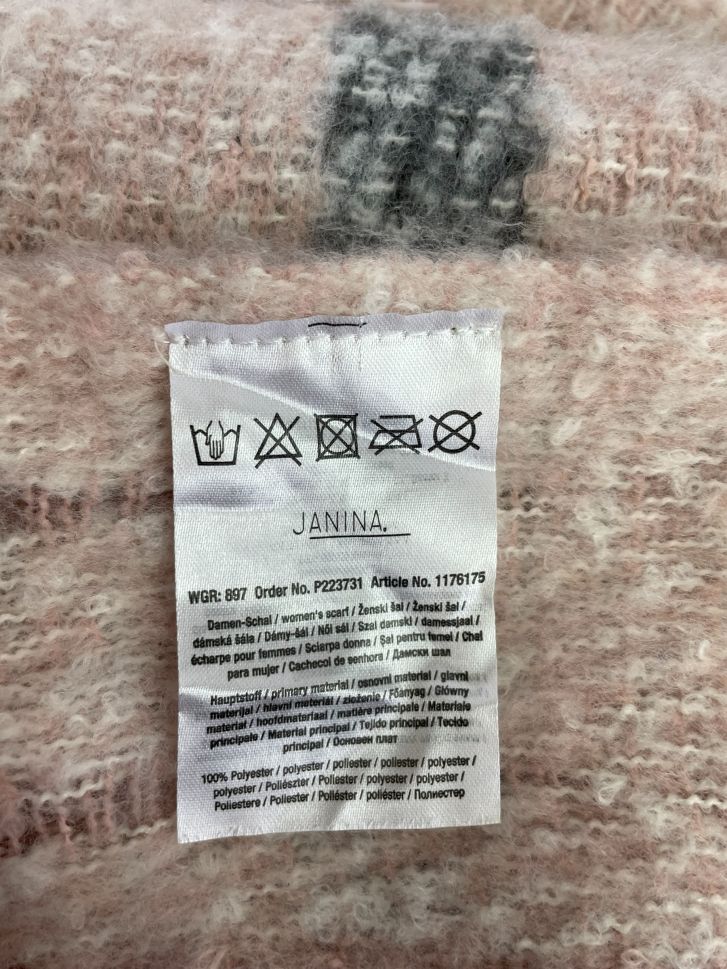 JANINA.
WGR: 897 Order No. P223731 Article No. 1176175
Damen-Schal / women's scarf / Ženski šal / Ženski šal /
dámská šála / Dámy-šál / Női sál / Szal damski / damessjaal /
écharpe pour femmes / Sciarpa donna / Şal pentru femei / Chal
para mujer / Cachecol de senhora / Дамски шал
Hauptstoff / primary material / osnovni material / glavni
materijal / hlavní materiál / zloženie / Főanyag / Główny
materiał / hoofdmateriaal / matière principale / Materiale
principale / Material principal / Tejido principal / Tecido
principal / Основен плат
100% Polyester / polyester / poliester / poliester / polyester /
polyester / Poliészter / Poliester / polyester / polyester /
Poliestere / Poliester / Poliéster / poliéster / Полиестер